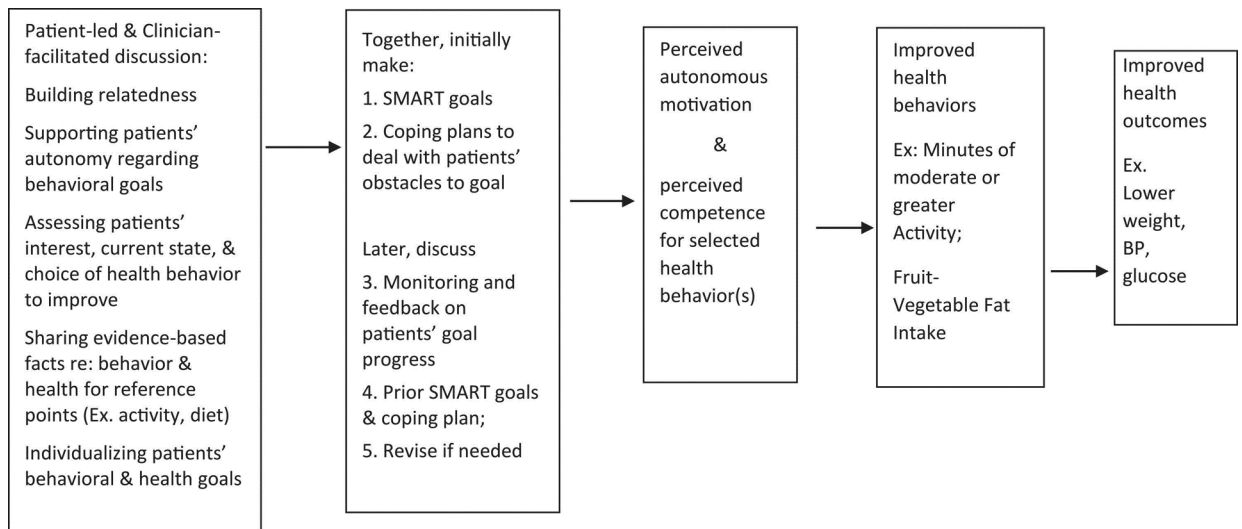 Patient-led & Clinician-
facilitated discussion:
Building relatedness
Supporting patients’
autonomy regarding
behavioral goals
Assessing patients’
interest, current state, &
choice of health behavior
to improve
Sharing evidence-based
facts re: behavior &
health for reference
points (Ex. activity, diet)
Individualizing patients’
behavioral & health goals
Together, initially
make:
1. SMART goals
2. Coping plans to
deal with patients’
obstacles to goal
Later, discuss
3. Monitoring and
feedback on
patients’ goal
progress
4. Prior SMART goals
& coping plan;
5. Revise if needed
Perceived
autonomous
motivation
&
perceived
competence
for selected
health
behavior(s)
Improved
health
behaviors
Ex: Minutes of
moderate or
greater
Activity;
Fruit-
Vegetable Fat
Intake
Improved
health
outcomes
Ex.
Lower
weight,
BP,
glucose